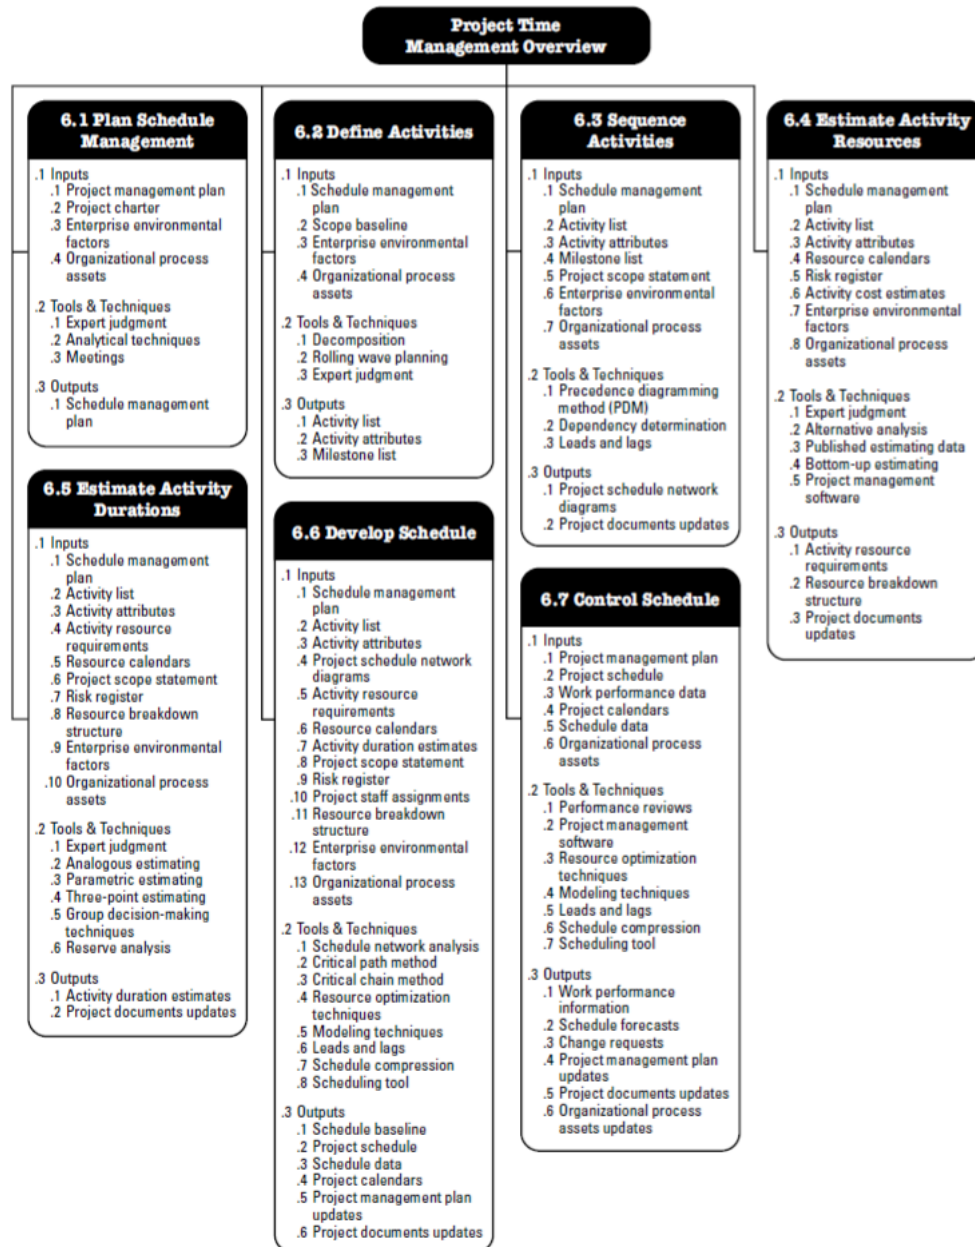 Project Time
Management Overview
6.1 Plan Schedule
Management
.1 Inputs
.1 Project management plan
.2 Project charter
.3 Enterprise environmental
factors
.4 Organizational process
assets
.2 Tools & Techniques
.1 Expert judgment
.2 Analytical techniques
.3 Meetings
.3 Outputs
.1 Schedule management
plan
6.2 Define Activities
.1 Inputs
.1 Schedule management
plan
.2 Scope baseline
.3 Enterprise environmental
factors
.4 Organizational process
assets
.2 Tools & Techniques
.1 Decomposition
.2 Rolling wave planning
.3 Expert judgment
.3 Outputs
.1 Activity list
.2 Activity attributes
.3 Milestone list
6.3 Sequence
Activities
.1 Inputs
.1 Schedule management
plan
.2 Activity list
.3 Activity attributes
.4 Milestone list
.5 Project scope statement
.6 Enterprise environmental
factors
.7 Organizational process
assets
.2 Tools & Techniques
.1 Precedence diagramming
method (PDM)
.2 Dependency determination
.3 Leads and lags
.3 Outputs
.1 Project schedule network
diagrams
.2 Project documents updates
6.4 Estimate Activity
Resources
.1 Inputs
.1 Schedule management
plan
.2 Activity list
.3 Activity attributes
.4 Resource calendars
.5 Risk register
.6 Activity cost estimates
.7 Enterprise environmental
factors
.8 Organizational process
assets
.2 Tools & Techniques
.1 Expert judgment
.2 Alternative analysis
.3 Published estimating data
.4 Bottom-up estimating
.5 Project management
software
.3 Outputs
.1 Activity resource
requirements
.2 Resource breakdown
structure
.3 Project documents
updates
6.5 Estimate Activity
Durations
.1 Inputs
.1 Schedule management
plan
.2 Activity list
.3 Activity attributes
.4 Activity resource
requirements
.5 Resource calendars
.6 Project scope statement
.7 Risk register
.8 Resource breakdown
structure
.9 Enterprise environmental
factors
.10 Organizational process
assets
.2 Tools & Techniques
.1 Expert judgment
.2 Analogous estimating
.3 Parametric estimating
.4 Three-point estimating
.5 Group decision-making
techniques
.6 Reserve analysis
.3 Outputs
.1 Activity duration estimates
.2 Project documents updates
6.6 Develop Schedule
.1 Inputs
.1 Schedule management
plan
.2 Activity list
.3 Activity attributes
.4 Project schedule network
diagrams
.5 Activity resource
requirements
.6 Resource calendars
.7 Activity duration estimates
.8 Project scope statement
.9 Risk register
.10 Project staff assignments
.11 Resource breakdown
structure
.12 Enterprise environmental
factors
.13 Organizational process
assets
.2 Tools & Techniques
.1 Schedule network analysis
.2 Critical path method
.3 Critical chain method
.4 Resource optimization
techniques
.5 Modeling techniques
.6 Leads and lags
.7 Schedule compression
.8 Scheduling tool
.3 Outputs
.1 Schedule baseline
.2 Project schedule
.3 Schedule data
.4 Project calendars
.5 Project management plan
updates
.6 Project documents updates
6.7 Control Schedule
.1 Inputs
.1 Project management plan
.2 Project schedule
.3 Work performance data
.4 Project calendars
.5 Schedule data
.6 Organizational process
assets
.2 Tools & Techniques
.1 Performance reviews
.2 Project management
software
.3 Resource optimization
techniques
.4 Modeling techniques
.5 Leads and lags
.6 Schedule compression
.7 Scheduling tool
.3 Outputs
.1 Work performance
information
.2 Schedule forecasts
.3 Change requests
.4 Project management plan
updates
.5 Project documents updates
.6 Organizational process
assets updates